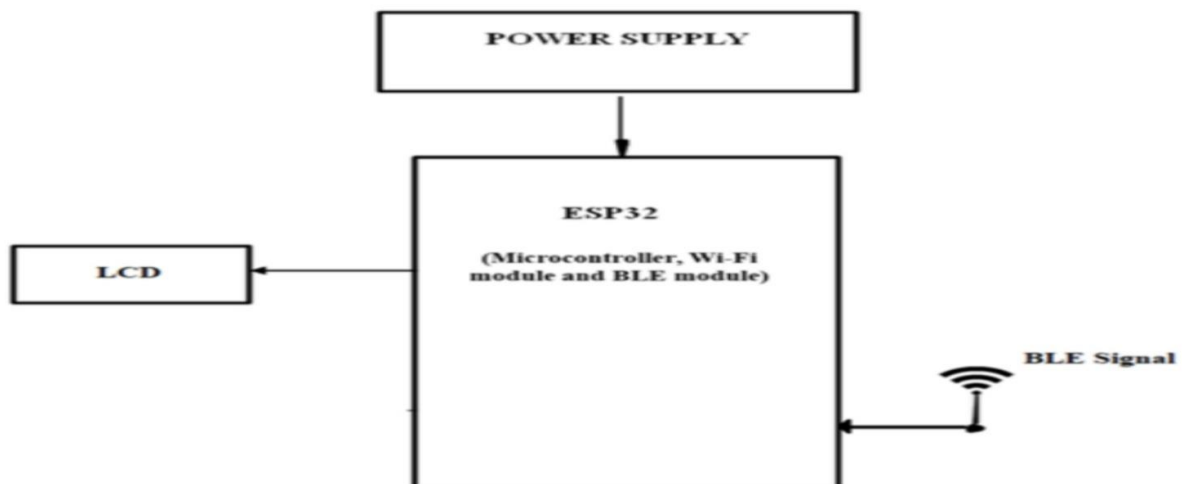 POWER SUPPLY
ESP32
(Microcontroller, Wi-Fi
module and BLE module)
LCD
BLE Signal